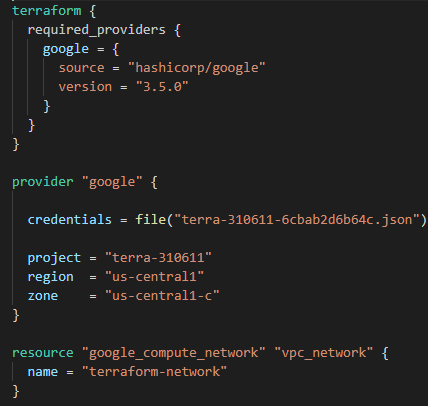 terraform {
  required_providers {
    google = {
      source = "hashicorp/google"
      version = "3.5.0"
    }
  }
}
provider "google" {
  credentials = file("terra-310611-6cbab2d6b64c.json")
  project = "terra-310611"
  region  = "us-central1"
  zone    = "us-central1-c"
}
resource "google_compute_network" "vpc_network" {
  name = "terraform-network"
}